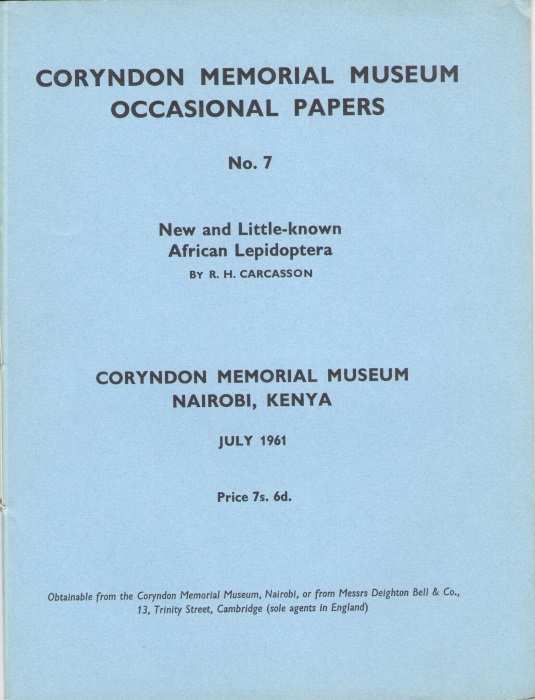 CORYNDON MEMORIAL MUSEUM
OCCASIONAL PAPERS
No. 7
New and Little-known
African Lepidoptera
BY R. H. CARCASSON
CORYNDON MEMORIAL MUSEUM
NAIROBI, KENYA
JULY 1961
Price 7s. 6d.
Obtainable from the Coryndon Memorial Museum, Nairobi, or from Messrs Deighton Bell & Co.,
13, Trinity Street, Cambridge (sole agents in England)